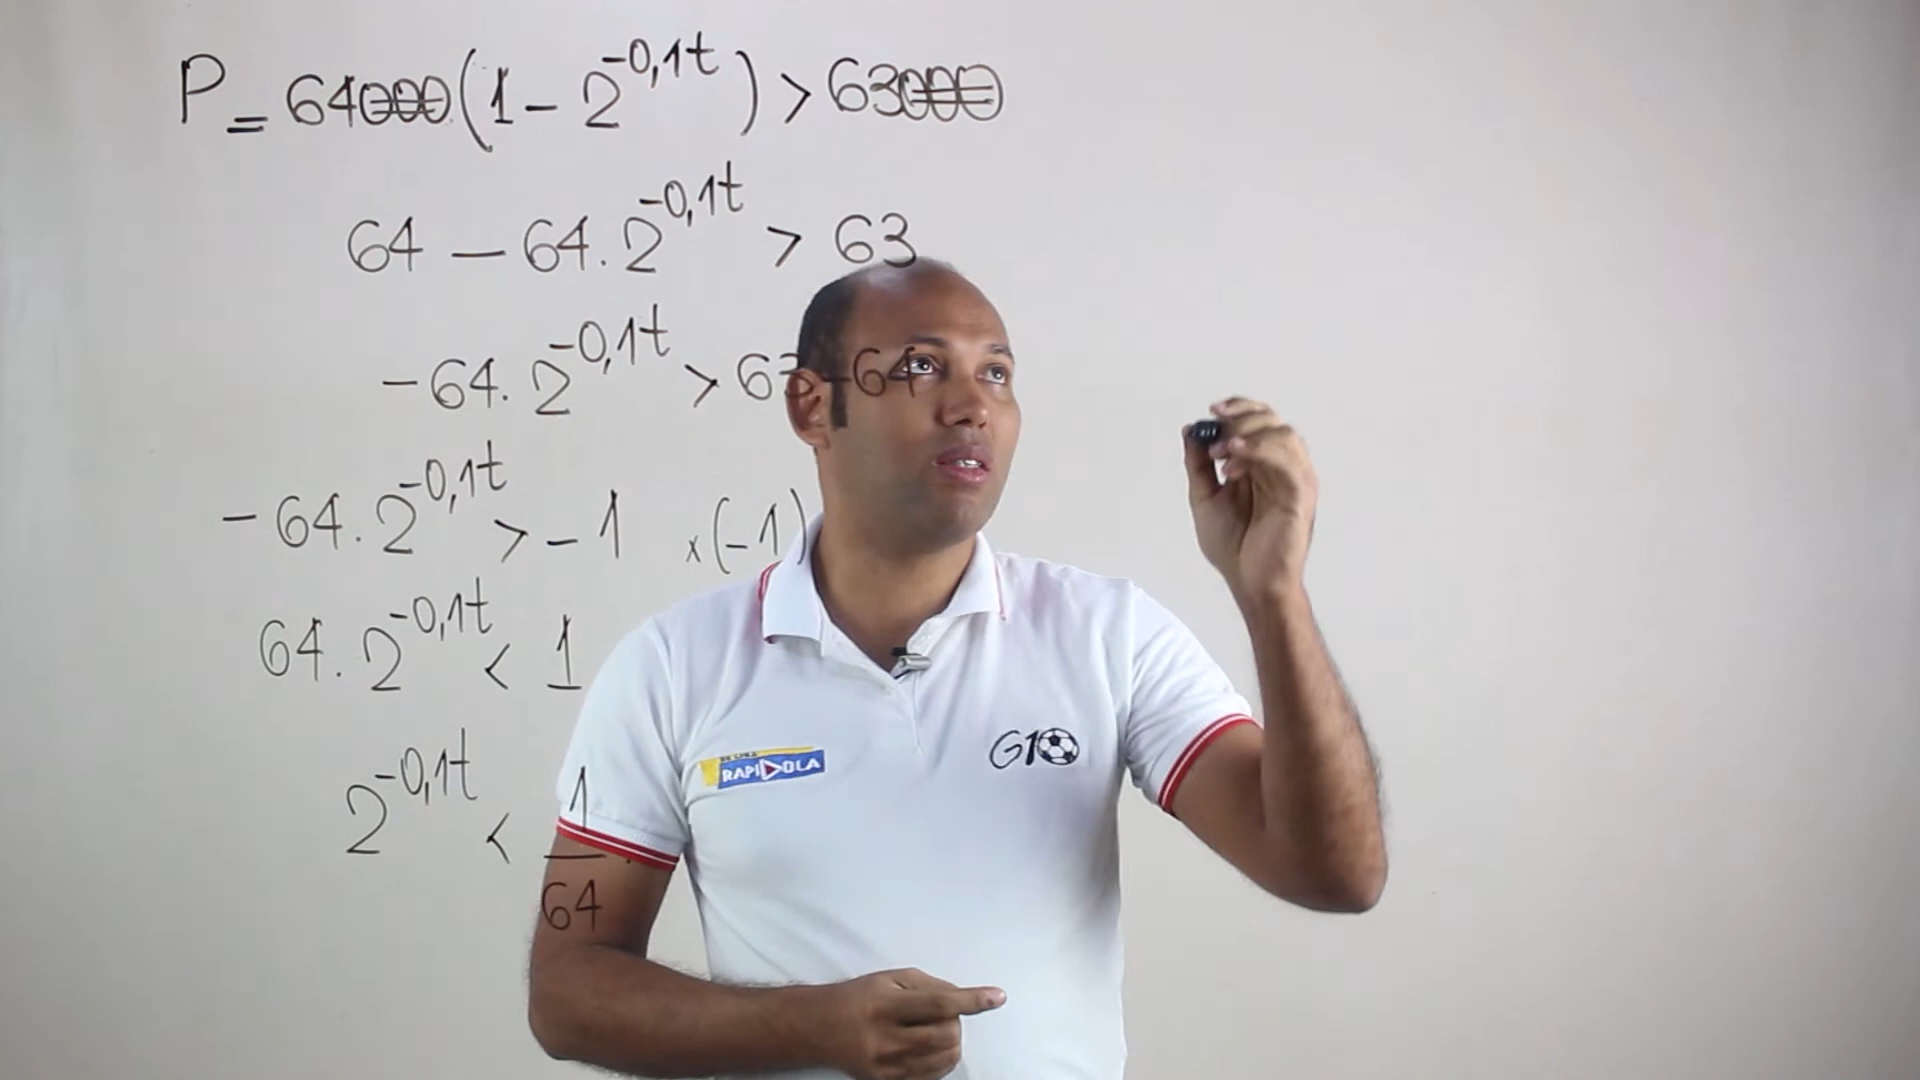 P = 64000(1 - 2^-0,1t) > 63000
64 - 64. 2^-0,1t > 63
-64. 2^-0,1t > 63 - 64
-64. 2^-0,1t > -1 x(-1)
64. 2^-0,1t < 1
2^-0,1t < 1/64
RAPIDOLA
G10